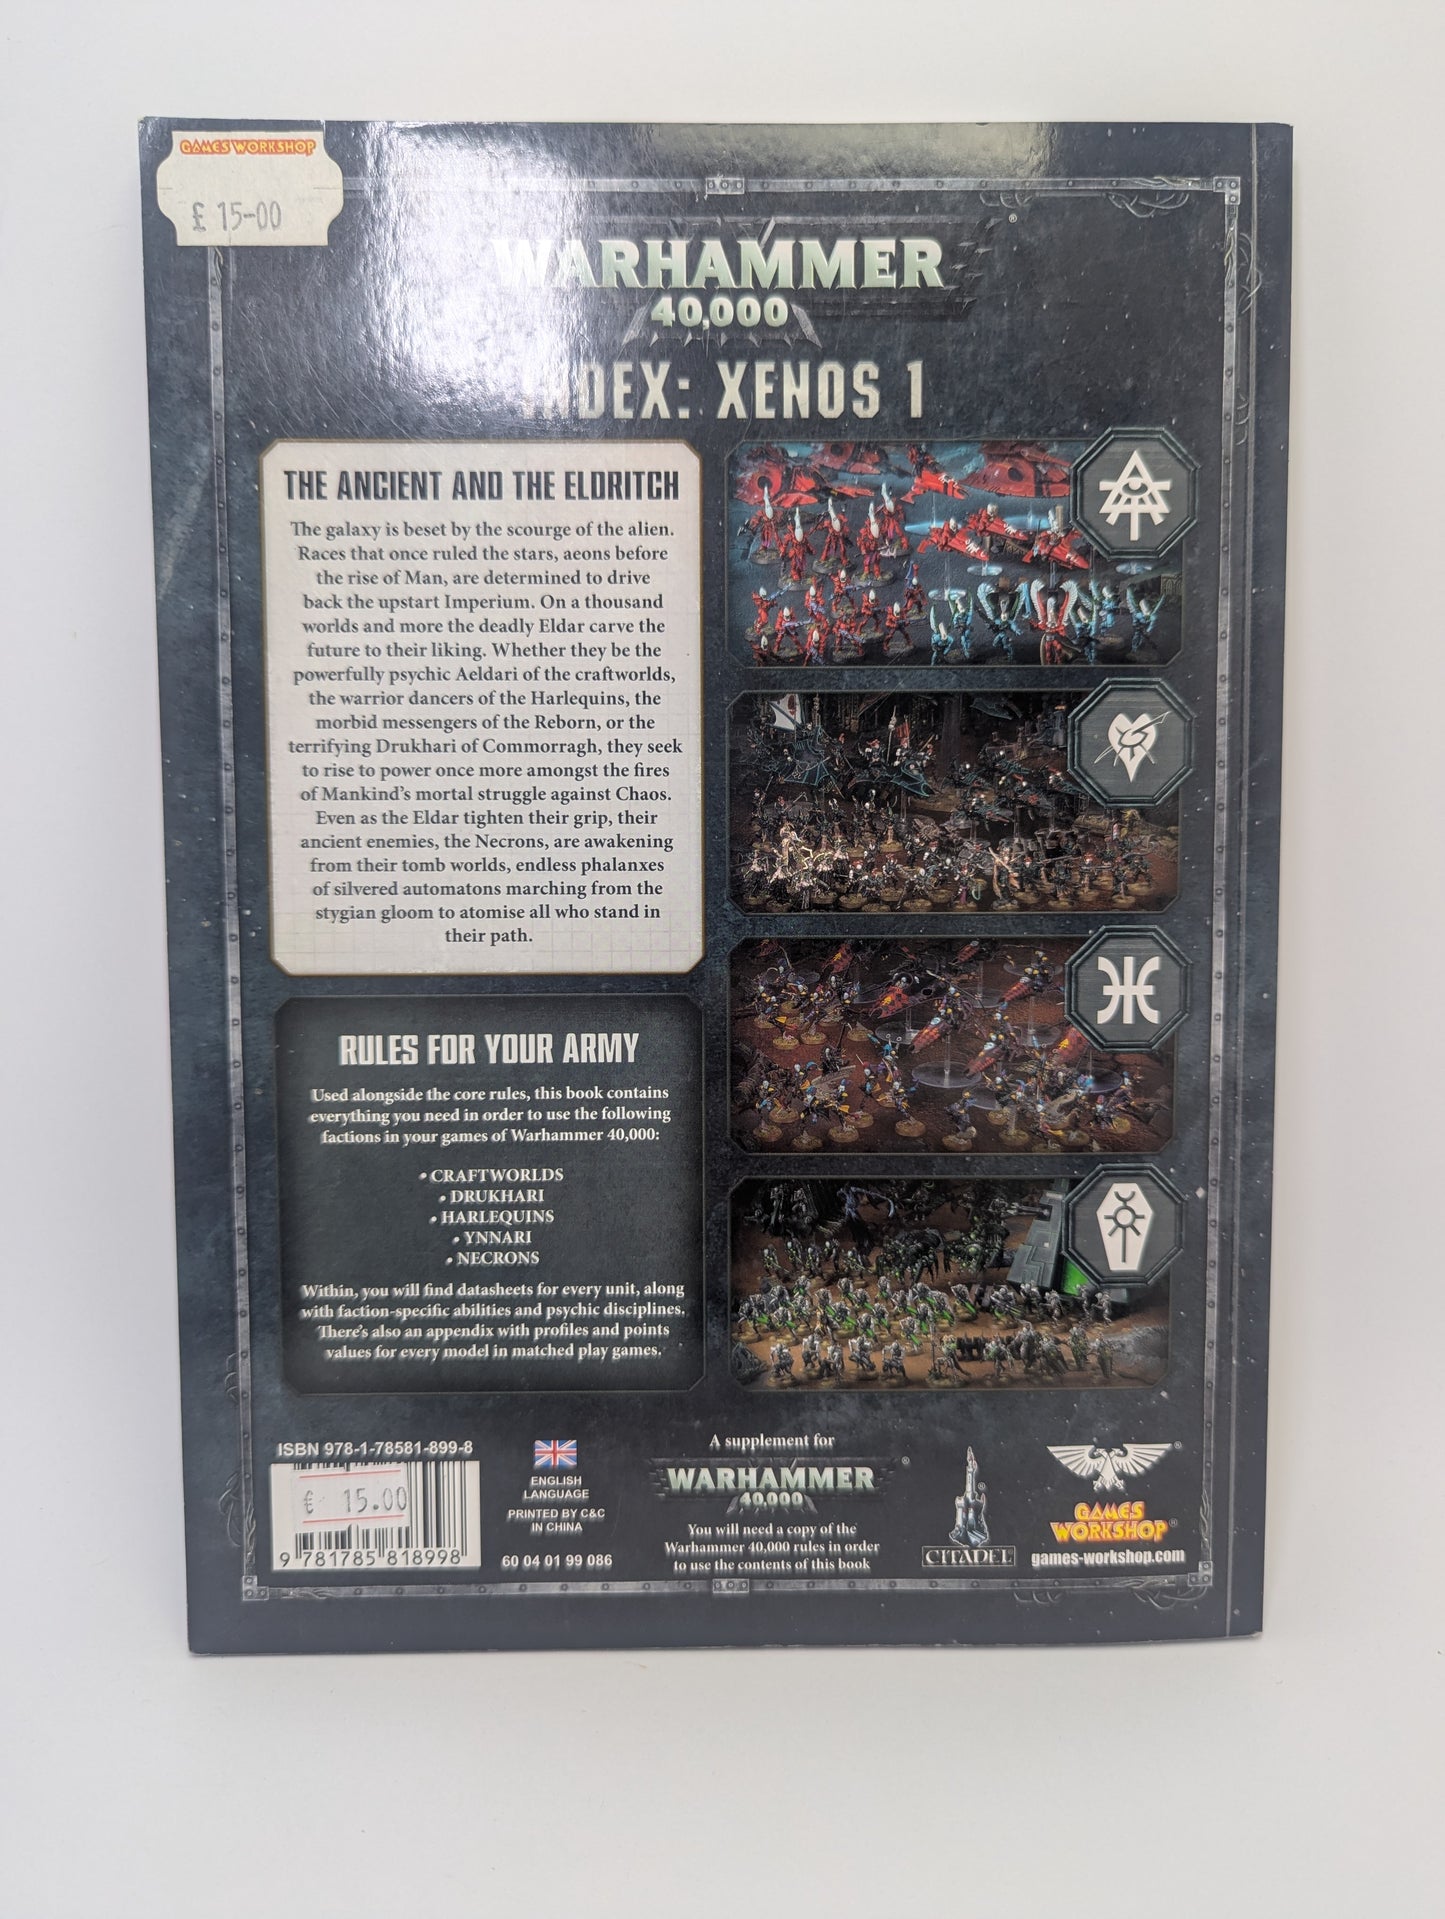 GAMES WORKSHOP
£ 15-00
WARHAMMER
40,000
INDEX: XENOS 1
THE ANCIENT AND THE ELDRITCH
The galaxy is beset by the scourge of the alien.
Races that once ruled the stars, aeons before
the rise of Man, are determined to drive
back the upstart Imperium. On a thousand
worlds and more the deadly Eldar carve the
future to their liking. Whether they be the
powerfully psychic Aeldari of the craftworlds,
the warrior dancers of the Harlequins, the
morbid messengers of the Reborn, or the
terrifying Drukhari of Commorragh, they seek
to rise to power once more amongst the fires
of Mankind's mortal struggle against Chaos.
Even as the Eldar tighten their grip, their
ancient enemies, the Necrons, are awakening
from their tomb worlds, endless phalanxes
of silvered automatons marching from the
stygian gloom to atomise all who stand in
their path.
RULES FOR YOUR ARMY
Used alongside the core rules, this book contains
everything you need in order to use the following
factions in your games of Warhammer 40,000:
• CRAFTWORLDS
• DRUKHARI
• HARLEQUINS
• YNNARI
• NECRONS
Within, you will find datasheets for every unit, along
with faction-specific abilities and psychic disciplines.
There's also an appendix with profiles and points
values for every model in matched play games.
ISBN 978-1-78581-899-8
€ 15.00
9 781785 818998
ENGLISH
LANGUAGE
PRINTED BY C&C
IN CHINA
60 04 01 99 086
A supplement for
WARHAMMER
40,000
You will need a copy of the
Warhammer 40,000 rules in order
to use the contents of this book
CITADEL
GAMES
WORKSHOP
games-workshop.com